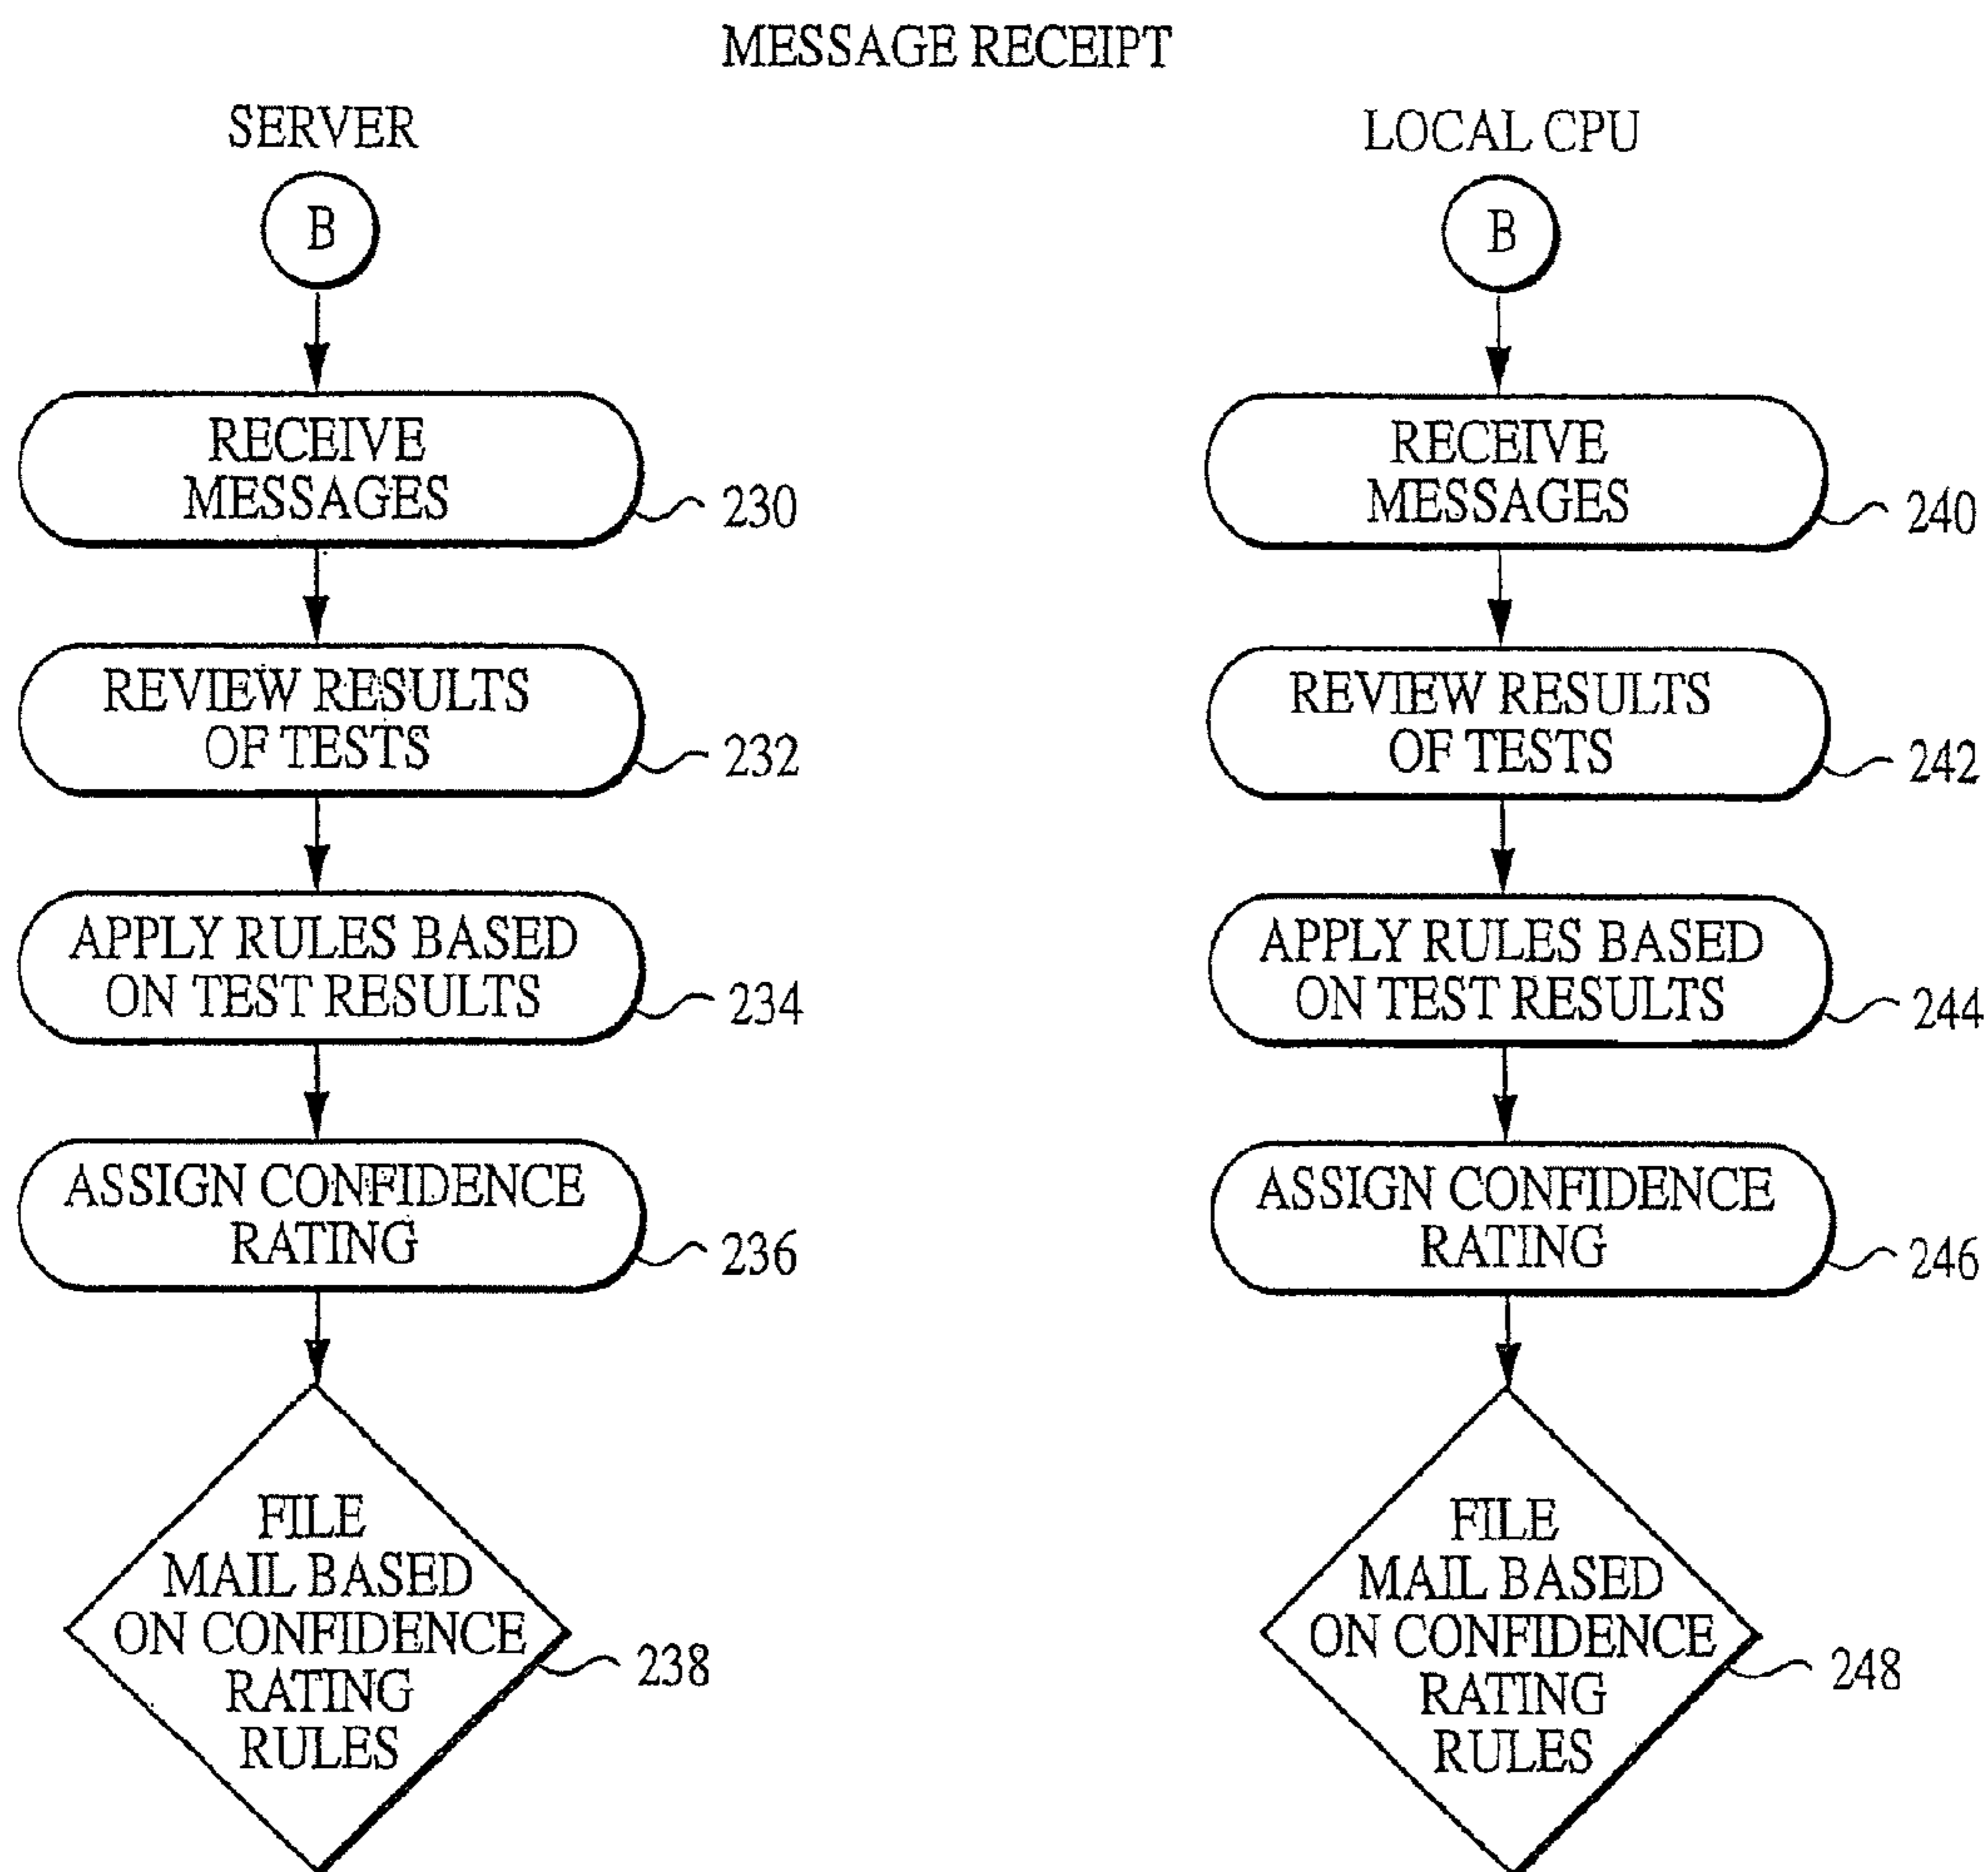 MESSAGE RECEIPT
SERVER
B
RECEIVE
MESSAGES
230
REVIEW RESULTS
OF TESTS
232
APPLY RULES BASED
ON TEST RESULTS
234
ASSIGN CONFIDENCE
RATING
236
FILE
MAIL BASED
ON CONFIDENCE
RATING
RULES
238
LOCAL CPU
B
RECEIVE
MESSAGES
240
REVIEW RESULTS
OF TESTS
242
APPLY RULES BASED
ON TEST RESULTS
244
ASSIGN CONFIDENCE
RATING
246
FILE
MAIL BASED
ON CONFIDENCE
RATING
RULES
248